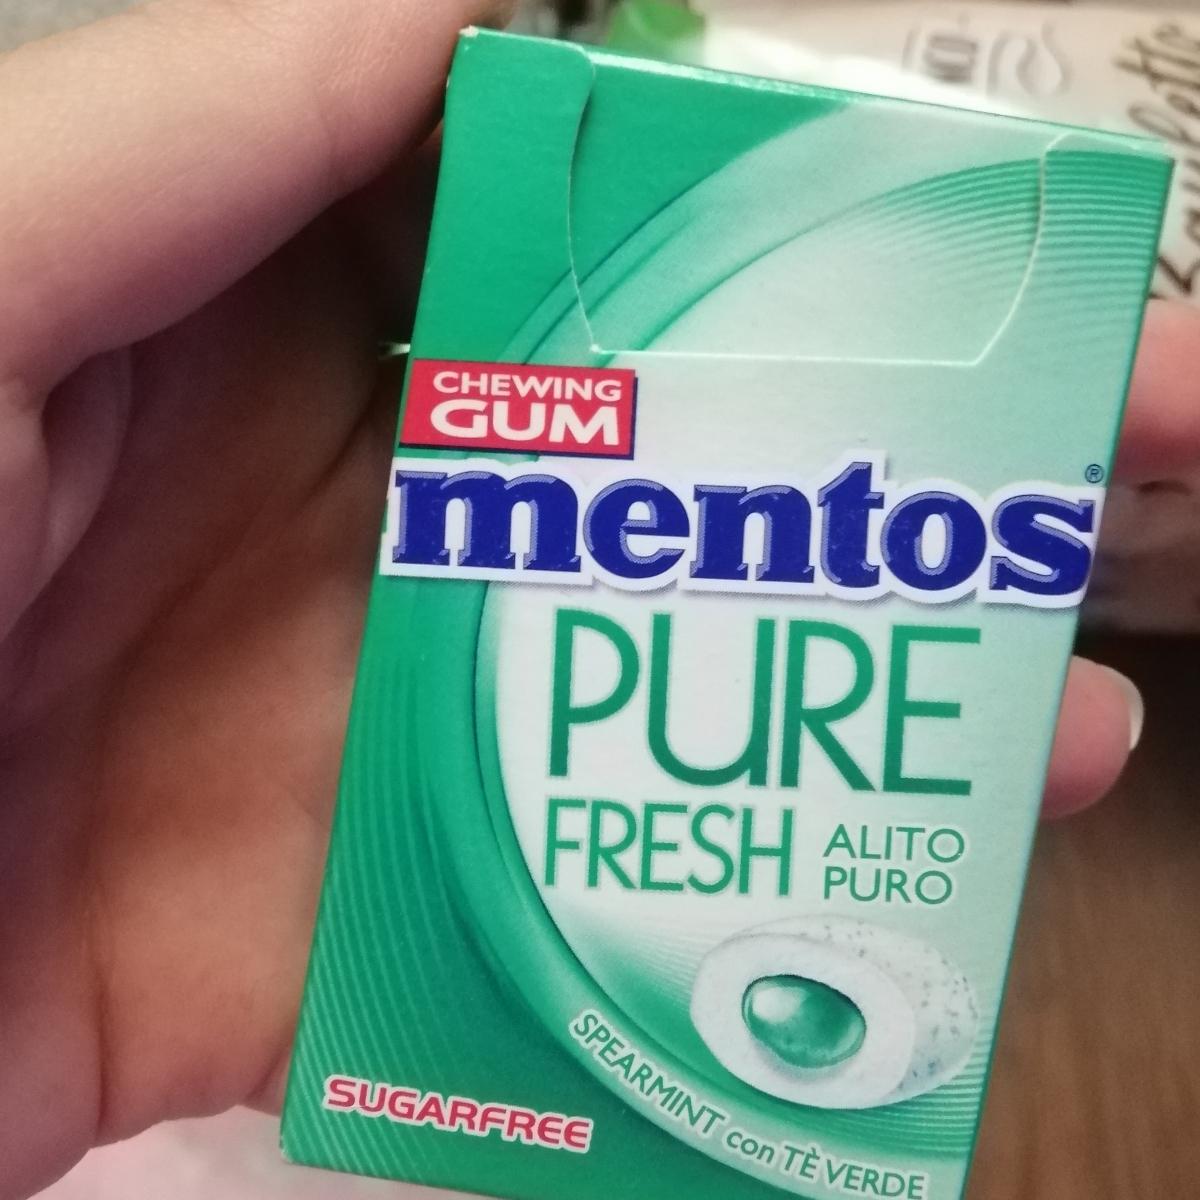 CHEWING
GUM
mentos®
PURE
FRESH
ALITO
PURO
SPEARMINT con TÈ VERDE
SUGARFREE